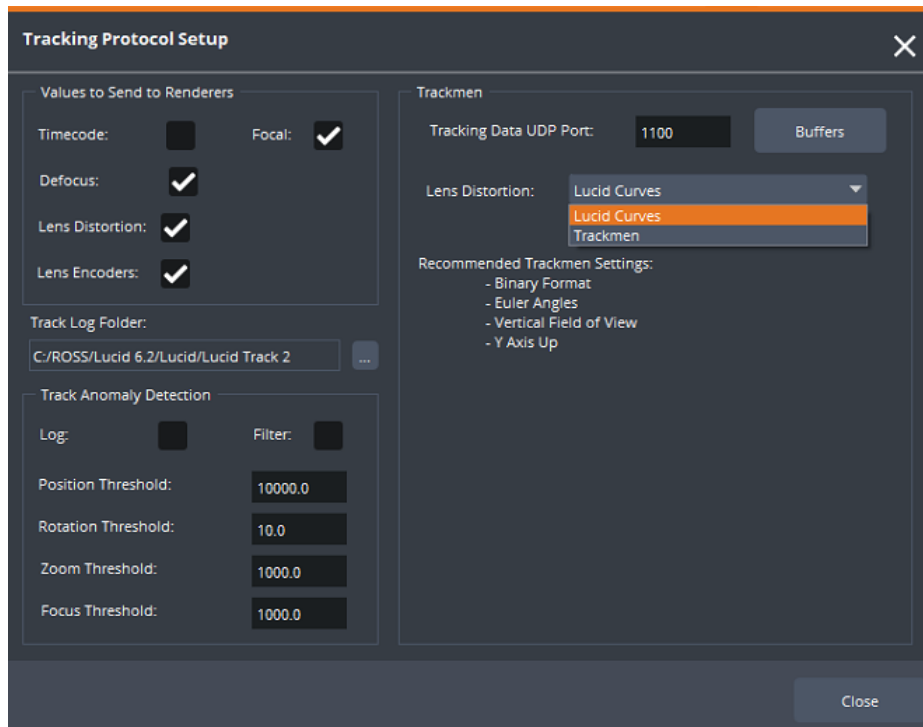 Tracking Protocol Setup
Values to Send to Renderers
Timecode:
Focal:
Defocus:
Lens Distortion:
Lens Encoders:
Track Log Folder:
C:/ROSS/Lucid 6.2/Lucid/Lucid Track 2
...
Track Anomaly Detection
Log:
Filter:
Position Threshold: 10000.0
Rotation Threshold: 10.0
Zoom Threshold: 1000.0
Focus Threshold: 1000.0
Trackmen
Tracking Data UDP Port: 1100 Buffers
Lens Distortion: Lucid Curves
Lucid Curves
Trackmen
Recommended Trackmen Settings:
- Binary Format
- Euler Angles
- Vertical Field of View
- Y Axis Up
Close